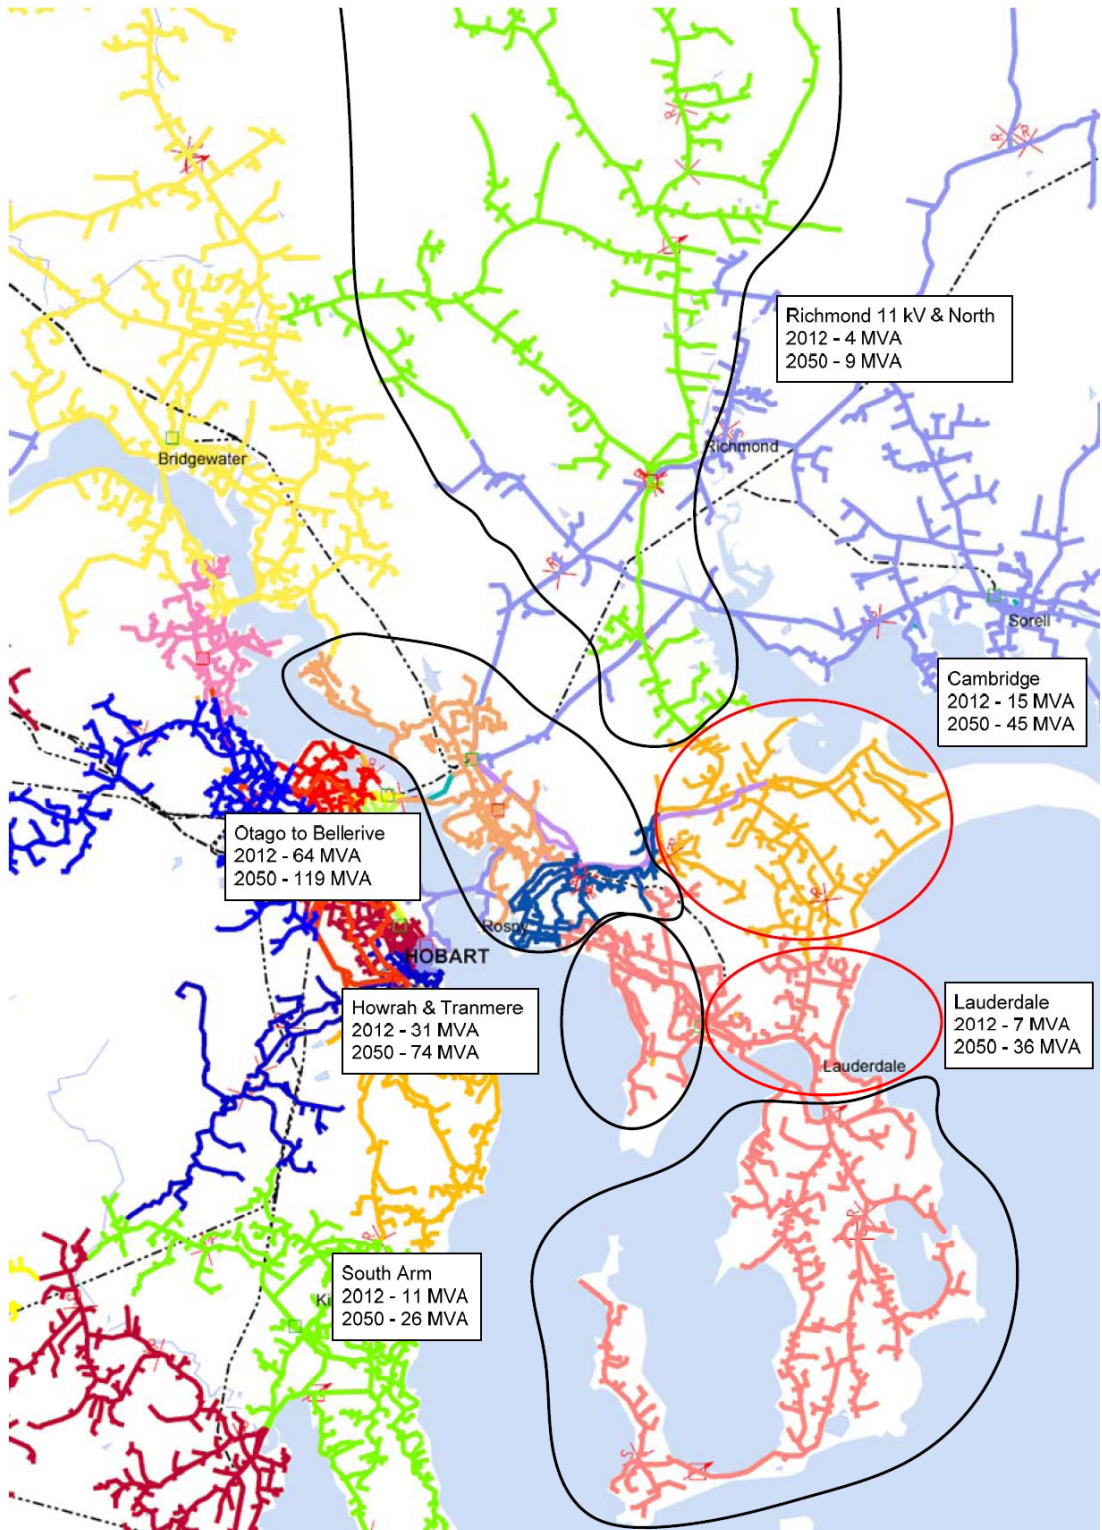 Richmond 11 kV & North
2012 - 4 MVA
2050 - 9 MVA
Richmond
Bridgewater
Sorell
Cambridge
2012 - 15 MVA
2050 - 45 MVA
Otago to Bellerive
2012 - 64 MVA
2050 - 119 MVA
Rosny
HOBART
Howrah & Tranmere
2012 - 31 MVA
2050 - 74 MVA
Lauderdale
2012 - 7 MVA
2050 - 36 MVA
Lauderdale
South Arm
2012 - 11 MVA
2050 - 26 MVA
Ki